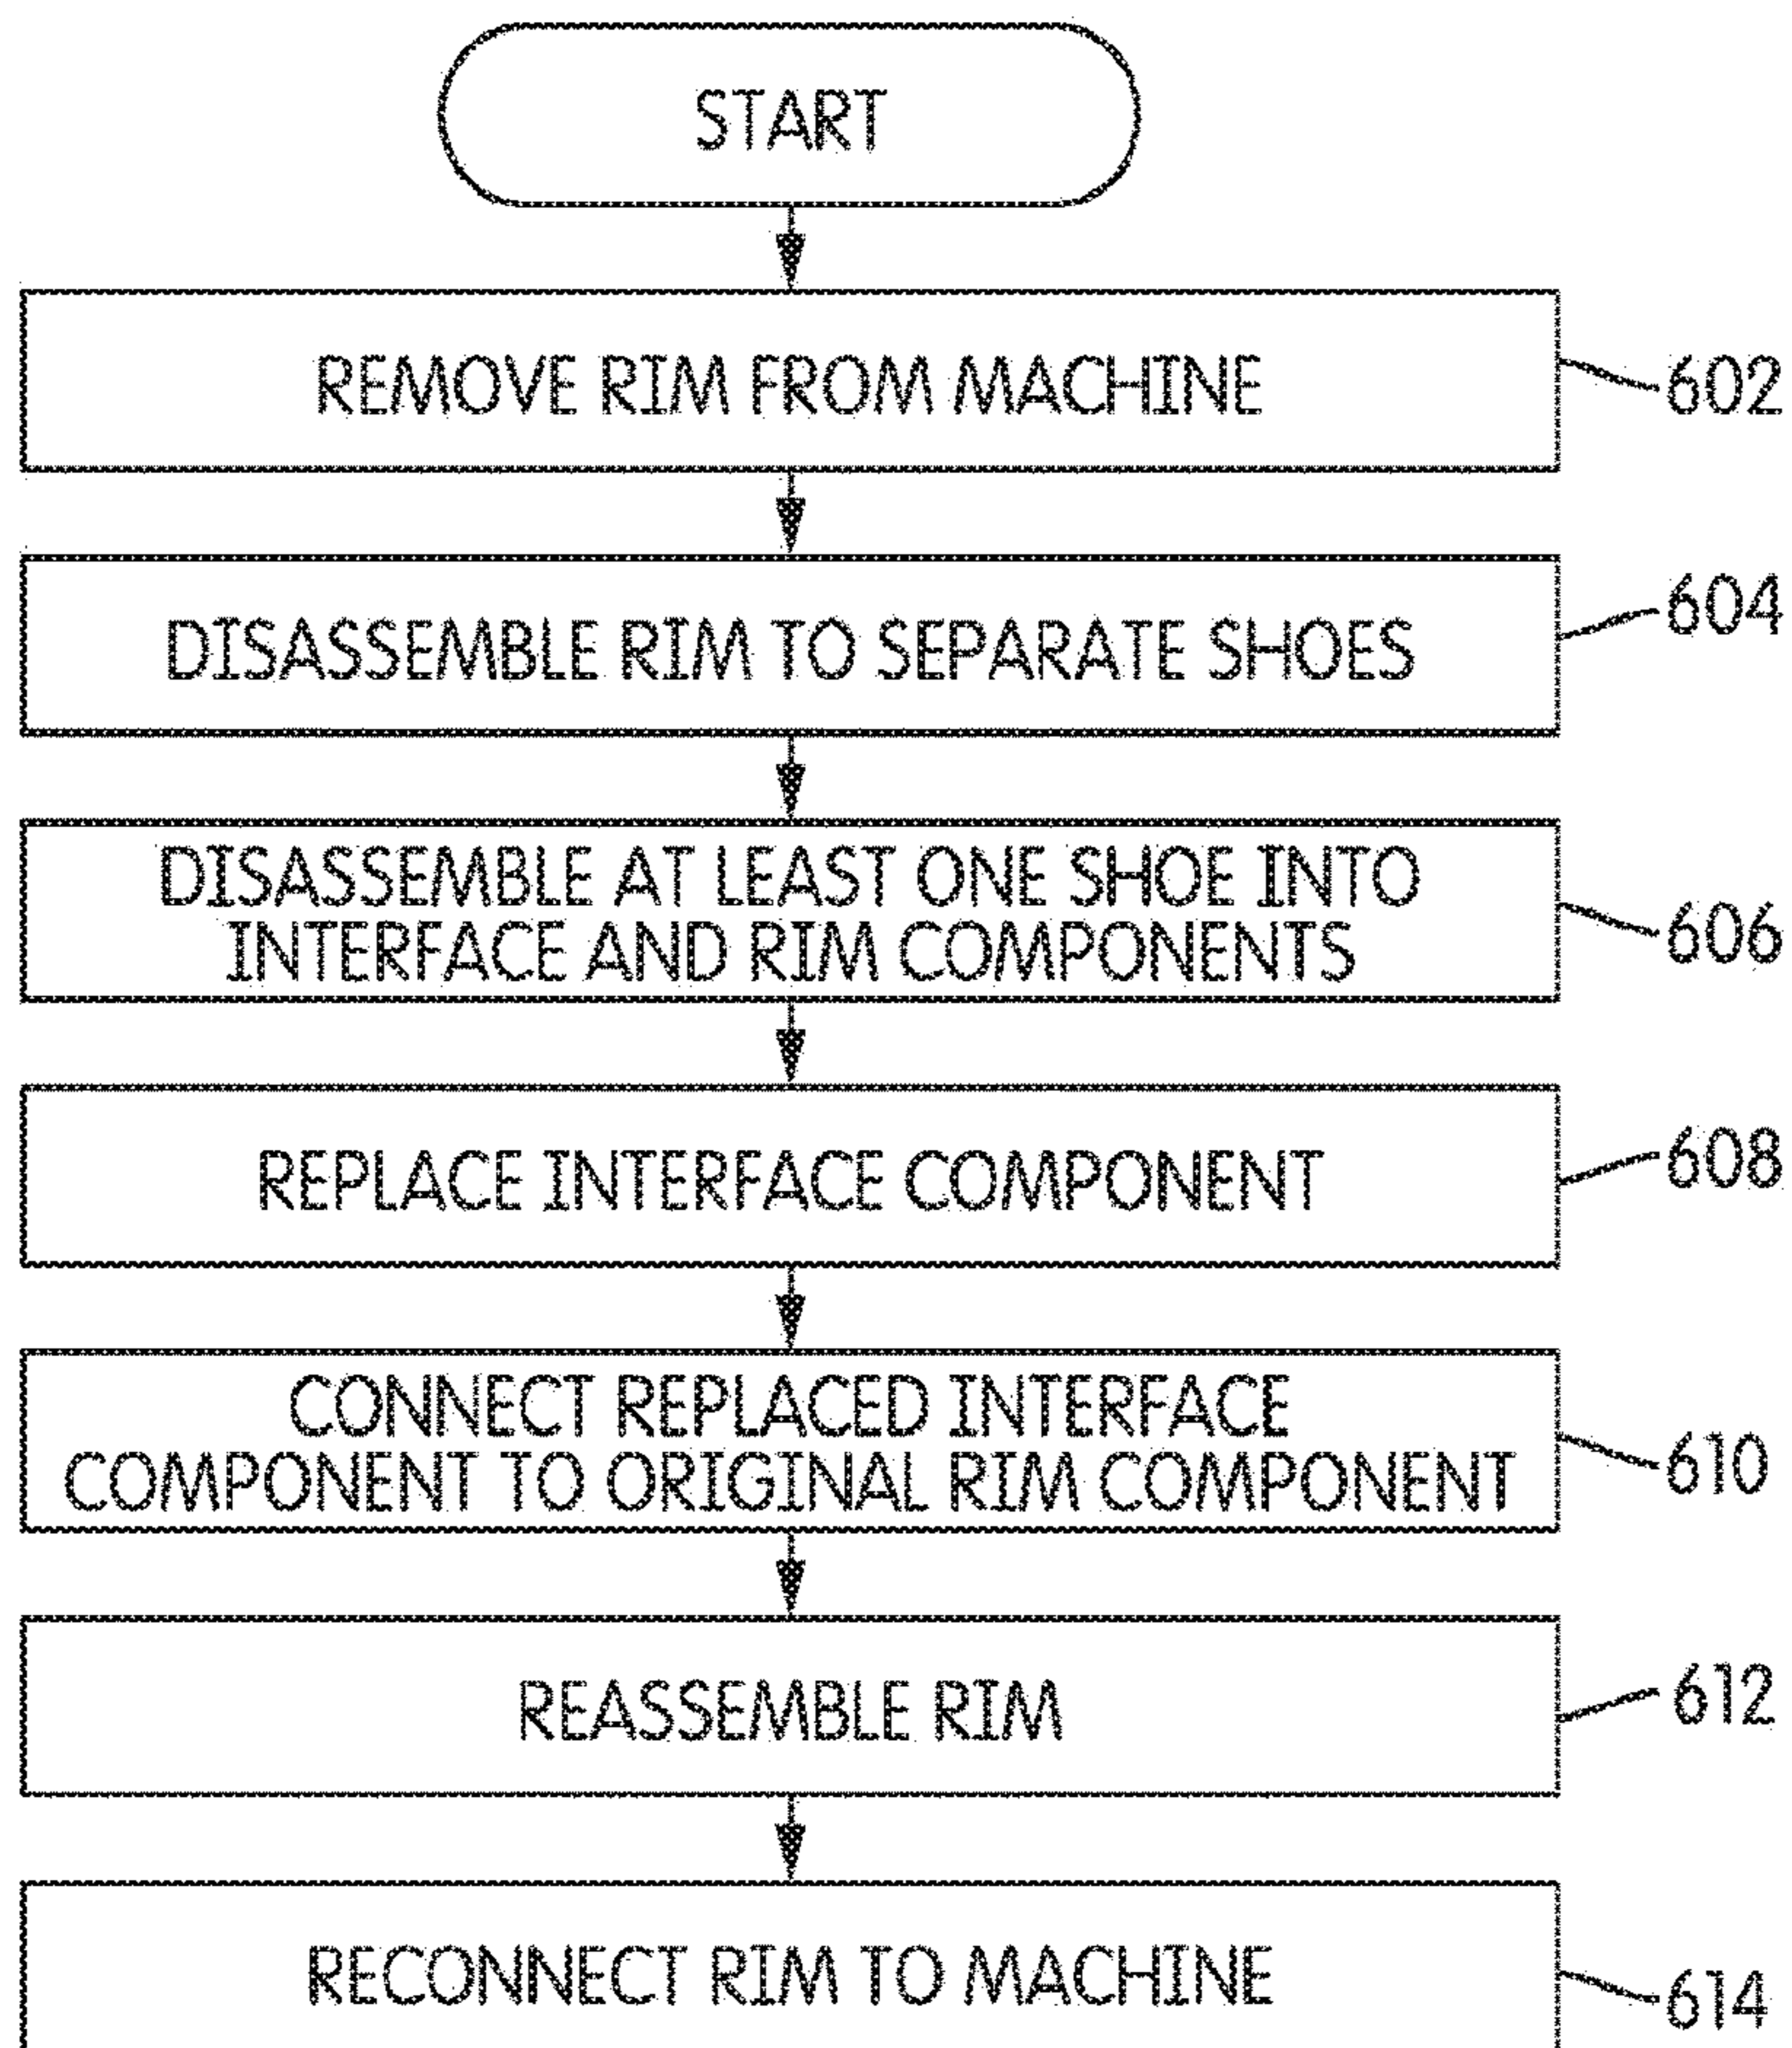 START
REMOVE RIM FROM MACHINE
602
DISASSEMBLE RIM TO SEPARATE SHOES
604
DISASSEMBLE AT LEAST ONE SHOE INTO
INTERFACE AND RIM COMPONENTS
606
REPLACE INTERFACE COMPONENT
608
CONNECT REPLACED INTERFACE
COMPONENT TO ORIGINAL RIM COMPONENT
610
REASSEMBLE RIM
612
RECONNECT RIM TO MACHINE
614